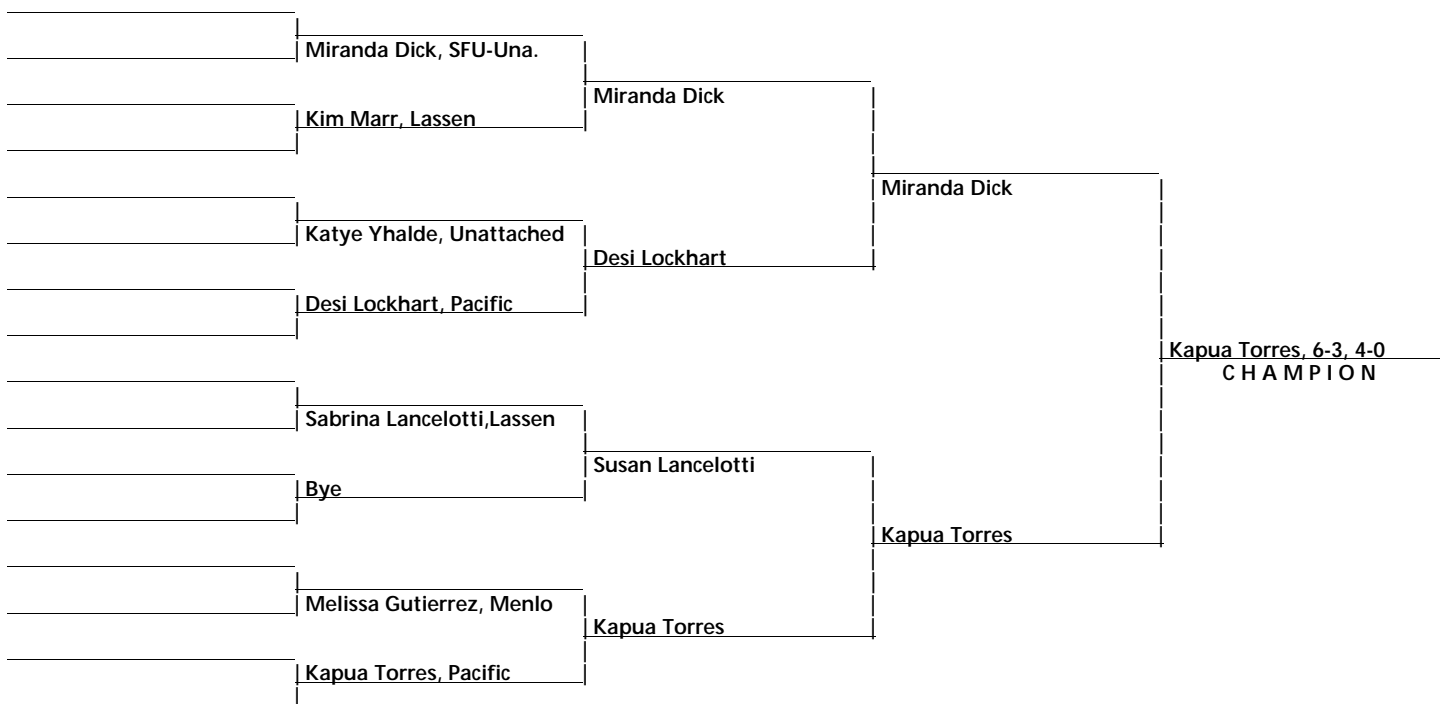 Miranda Dick, SFU-Una.
Miranda Dick
Kim Marr, Lassen
Miranda Dick
Katye Yhalde, Unattached
Desi Lockhart
Desi Lockhart, Pacific
Kapua Torres, 6-3, 4-0
C H A M P I O N
Sabrina Lancelotti,Lassen
Susan Lancelotti
Bye
Kapua Torres
Melissa Gutierrez, Menlo
Kapua Torres
Kapua Torres, Pacific